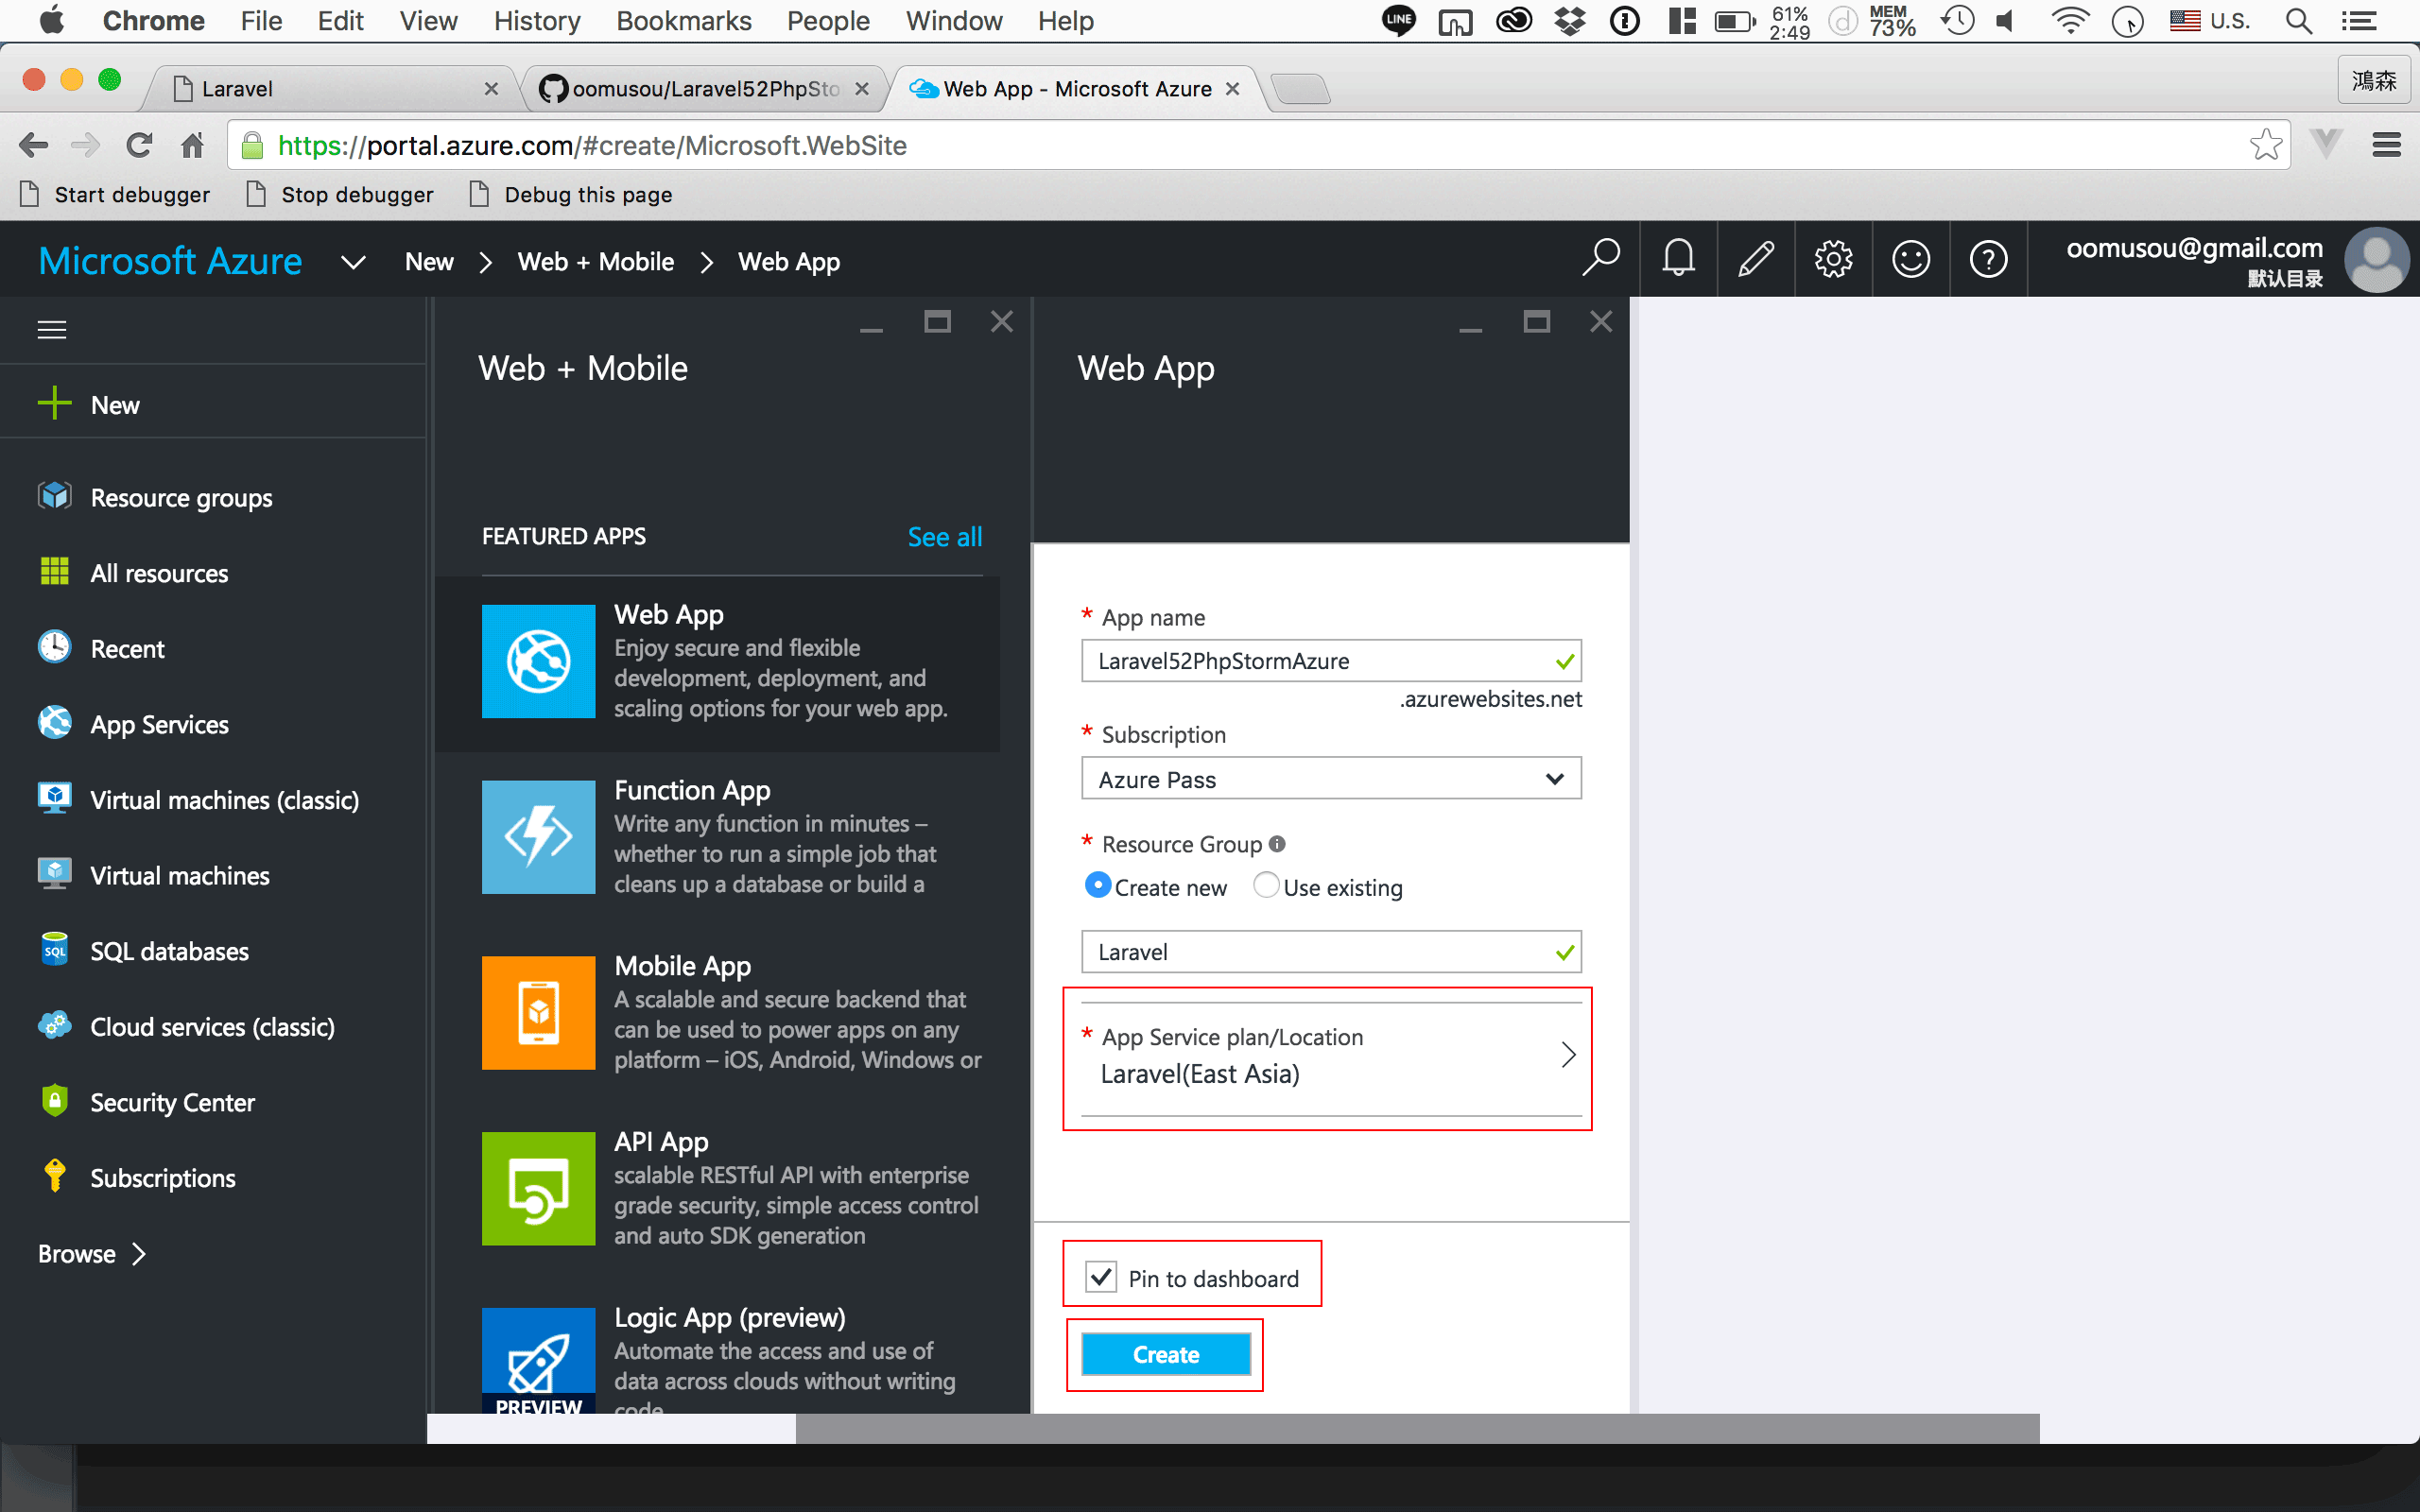 Chrome File Edit View History Bookmarks People Window Help
LINE
61%
2:49
MEM
73%
U.S.
Laravel
oomusou/Laravel52PhpSto
Web App - Microsoft Azure
鴻森
https://portal.azure.com/#create/Microsoft.WebSite
Start debugger
Stop debugger
Debug this page
Microsoft Azure
New > Web + Mobile > Web App
oomusou@gmail.com
默认目录
New
Resource groups
All resources
Recent
App Services
Virtual machines (classic)
Virtual machines
SQL
SQL databases
Cloud services (classic)
Security Center
Subscriptions
Browse >
Web + Mobile
FEATURED APPS
See all
Web App
Enjoy secure and flexible
development, deployment, and
scaling options for your web app.
Function App
Write any function in minutes –
whether to run a simple job that
cleans up a database or build a
Mobile App
A scalable and secure backend that
can be used to power apps on any
platform – iOS, Android, Windows or
API App
scalable RESTful API with enterprise
grade security, simple access control
and auto SDK generation
Logic App (preview)
Automate the access and use of
data across clouds without writing
code
PREVIEW
Web App
* App name
Laravel52PhpStormAzure
.azurewebsites.net
* Subscription
Azure Pass
* Resource Group
Create new
Use existing
Laravel
* App Service plan/Location
Laravel(East Asia)
Pin to dashboard
Create